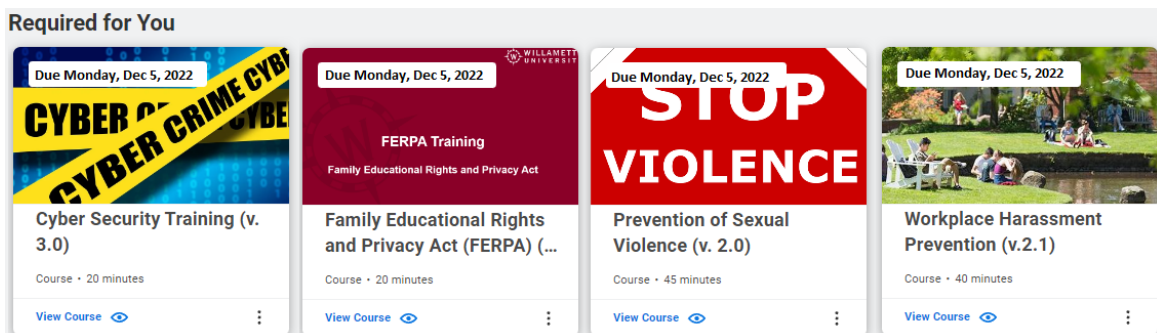 Required for You
Due Monday, Dec 5, 2022
CYBER
CYBER CRIME CYBE
CYBE
Cyber Security Training (v.
3.0)
Course • 20 minutes
View Course
WILLAMETT
UNIVERSIT
Due Monday, Dec 5, 2022
FERPA Training
Family Educational Rights and Privacy Act
Family Educational Rights
and Privacy Act (FERPA) (...
Course • 20 minutes
View Course
Due Monday, Dec 5, 2022
STOP
VIOLENCE
Prevention of Sexual
Violence (v. 2.0)
Course • 45 minutes
View Course
Due Monday, Dec 5, 2022
Workplace Harassment
Prevention (v.2.1)
Course • 40 minutes
View Course